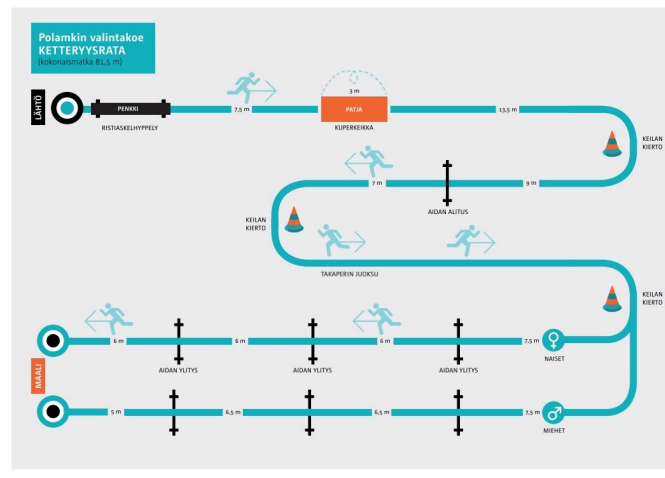 Polamkin valintakoe
KETTERYYSRATA
(kokonaismatka 81,5 m)
LÄHTÖ
PENKKI
RISTIASKELHYPPELY
7,5 m
3 m
PATJA
KUPERKEIKKA
13,5 m
KEILAN
KIERTO
7 m
AIDAN ALITUS
9 m
KEILAN
KIERTO
TAKAPERIN JUOKSU
KEILAN
KIERTO
6 m
6 m
6 m
7,5 m
AIDAN YLITYS
AIDAN YLITYS
AIDAN YLITYS
NAISET
MAALI
5 m
6,5 m
6,5 m
7,5 m
MIEHET